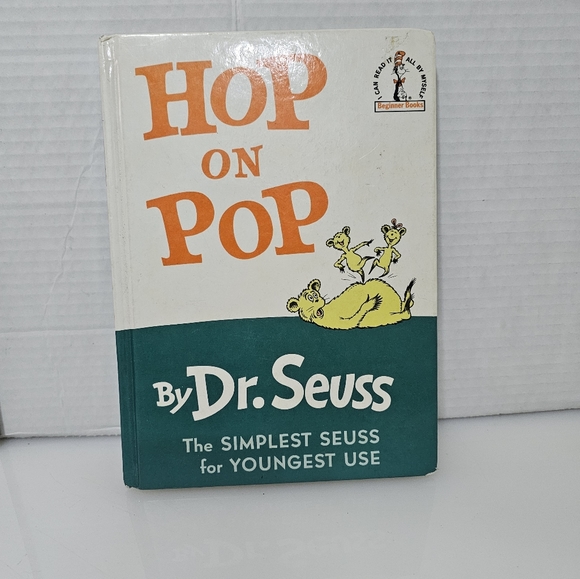 HOP
ON
POP
I CAN READ IT ALL BY MYSELF
Beginner Books
By Dr. Seuss
The SIMPLEST SEUSS
for YOUNGEST USE